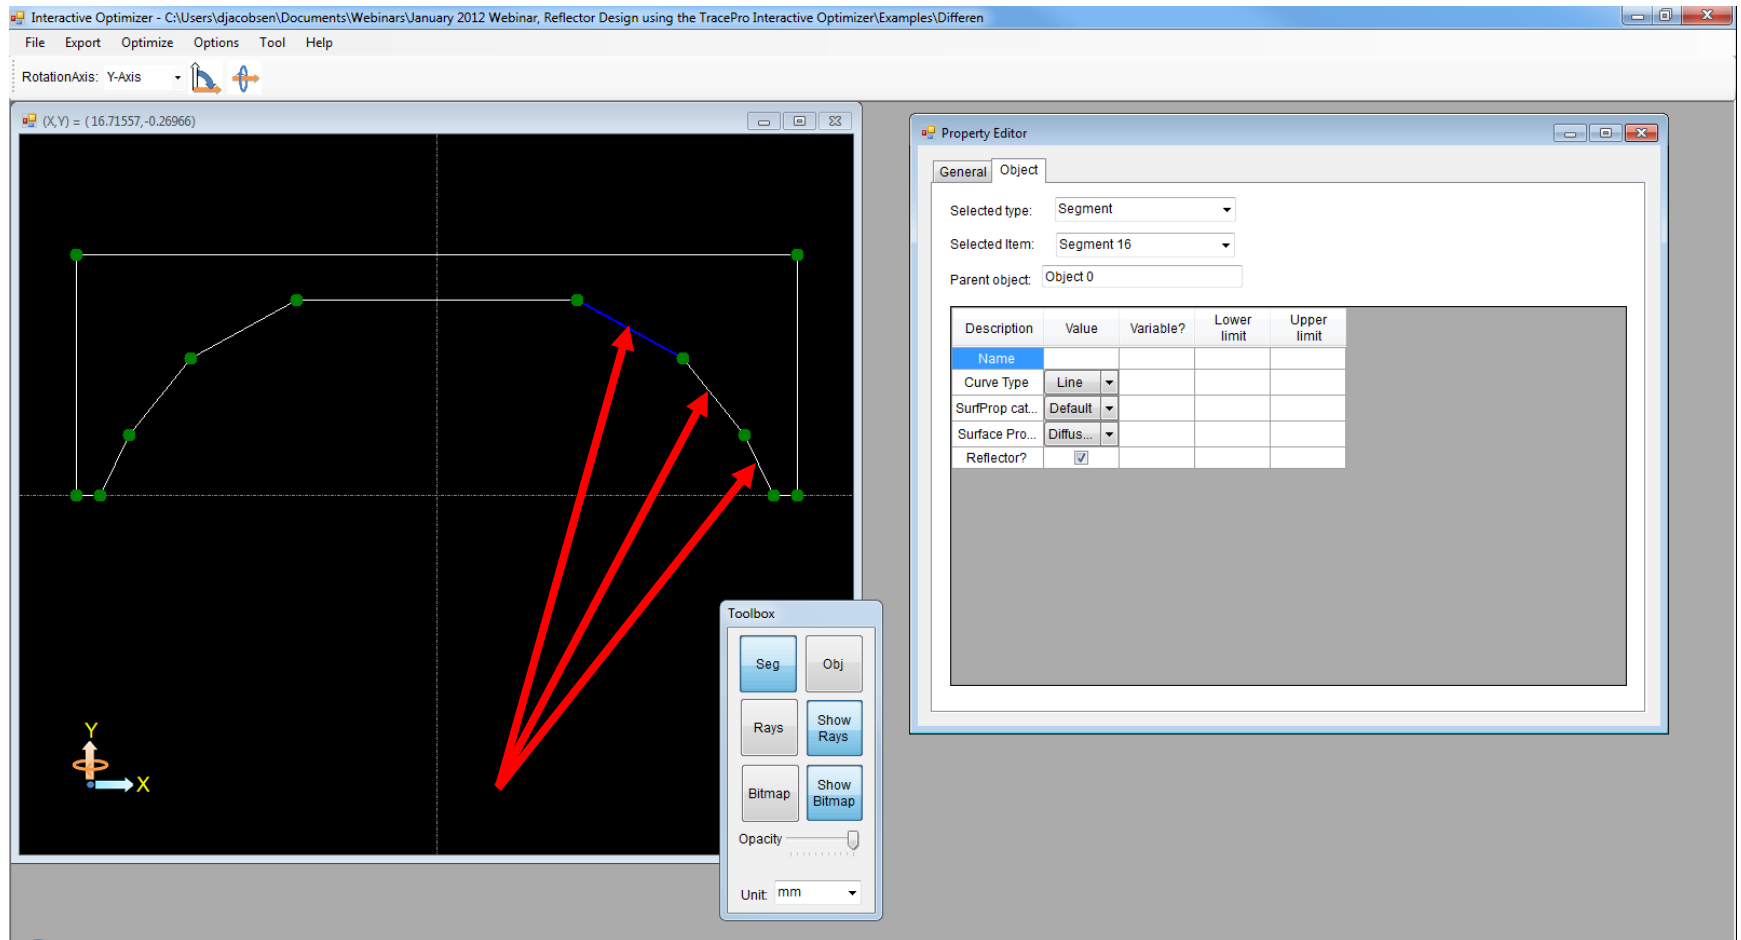 Interactive Optimizer - C:\Users\djacobsen\Documents\Webinars\January 2012 Webinar, Reflector Design using the TracePro Interactive Optimizer\Examples\Differen
File Export Optimize Options Tool Help
RotationAxis: Y-Axis
(X,Y) = (16.71557,-0.26966)
Property Editor
General Object
Selected type: Segment
Selected Item: Segment 16
Parent object: Object 0
Description Value Variable? Lower limit Upper limit
Name
Curve Type Line
SurfProp cat... Default
Surface Pro... Diffus...
Reflector?
Toolbox
Seg Obj
Rays Show Rays
Bitmap Show Bitmap
Opacity
Unit: mm
Y
X